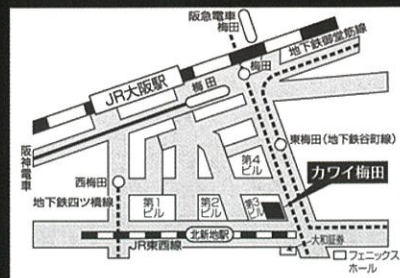 阪急電車
梅田
地下鉄御堂筋線
梅田
JR大阪駅
梅田
阪神電車
東梅田(地下鉄谷町線)
西梅田
第4
ビル
カワイ梅田
地下鉄四ツ橋線
第1
ビル
第2
ビル
第3
ビル
北新地駅
JR東西線
大和証券
フェニックス
ホール